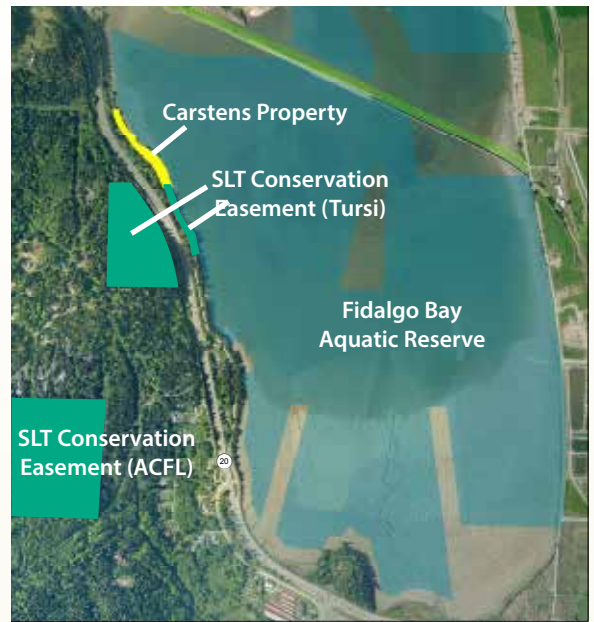 Carstens Property
SLT Conservation
Easement (Tursi)
Fidalgo Bay
Aquatic Reserve
SLT Conservation
Easement (ACFL)
20